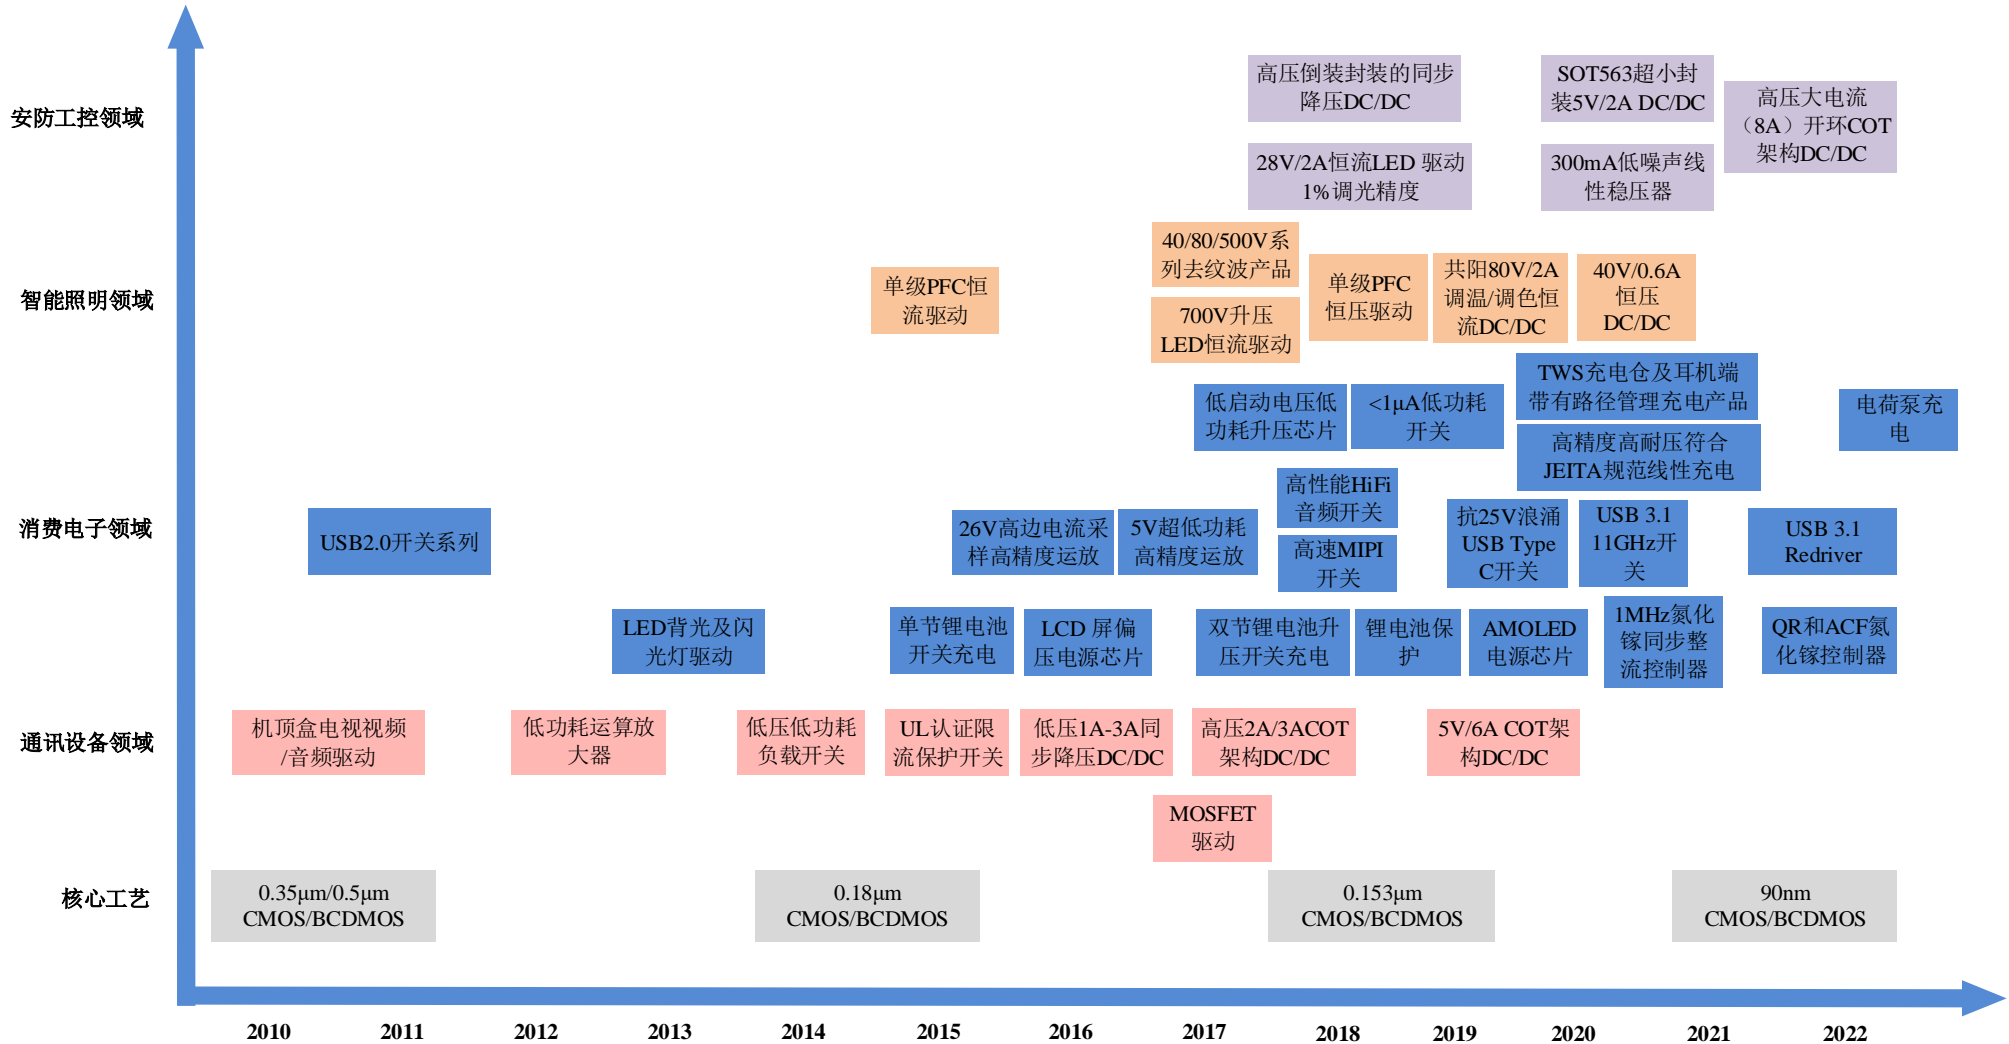 安防工控领域
高压倒装封装的同步
降压DC/DC
SOT563超小封
装5V/2A DC/DC
高压大电流
（8A）开环COT
架构DC/DC
28V/2A恒流LED 驱动
1%调光精度
300mA低噪声线
性稳压器
智能照明领域
单级PFC恒
流驱动
40/80/500V系
列去纹波产品
700V升压
LED恒流驱动
单级PFC
恒压驱动
共阳80V/2A
调温/调色恒
流DC/DC
40V/0.6A
恒压
DC/DC
消费电子领域
低启动电压低
功耗升压芯片
<1μA低功耗
开关
TWS充电仓及耳机端
带有路径管理充电产品
高精度高耐压符合
JEITA规范线性充电
电荷泵充
电
USB2.0开关系列
26V高边电流采
样高精度运放
5V超低功耗
高精度运放
高性能HiFi
音频开关
高速MIPI
开关
抗25V浪涌
USB Type
C开关
USB 3.1
11GHz开
关
USB 3.1
Redriver
LED背光及闪
光灯驱动
单节锂电池
开关充电
LCD 屏偏
压电源芯片
双节锂电池升
压开关充电
锂电池保
护
AMOLED
电源芯片
1MHz氮化
镓同步整
流控制器
QR和ACF氮
化镓控制器
通讯设备领域
机顶盒电视视频
/音频驱动
低功耗运算放
大器
低压低功耗
负载开关
UL认证限
流保护开关
低压1A-3A同
步降压DC/DC
高压2A/3ACOT
架构DC/DC
5V/6A COT架
构DC/DC
MOSFET
驱动
核心工艺
0.35μm/0.5μm
CMOS/BCDMOS
0.18μm
CMOS/BCDMOS
0.153μm
CMOS/BCDMOS
90nm
CMOS/BCDMOS
2010 2011 2012 2013 2014 2015 2016 2017 2018 2019 2020 2021 2022